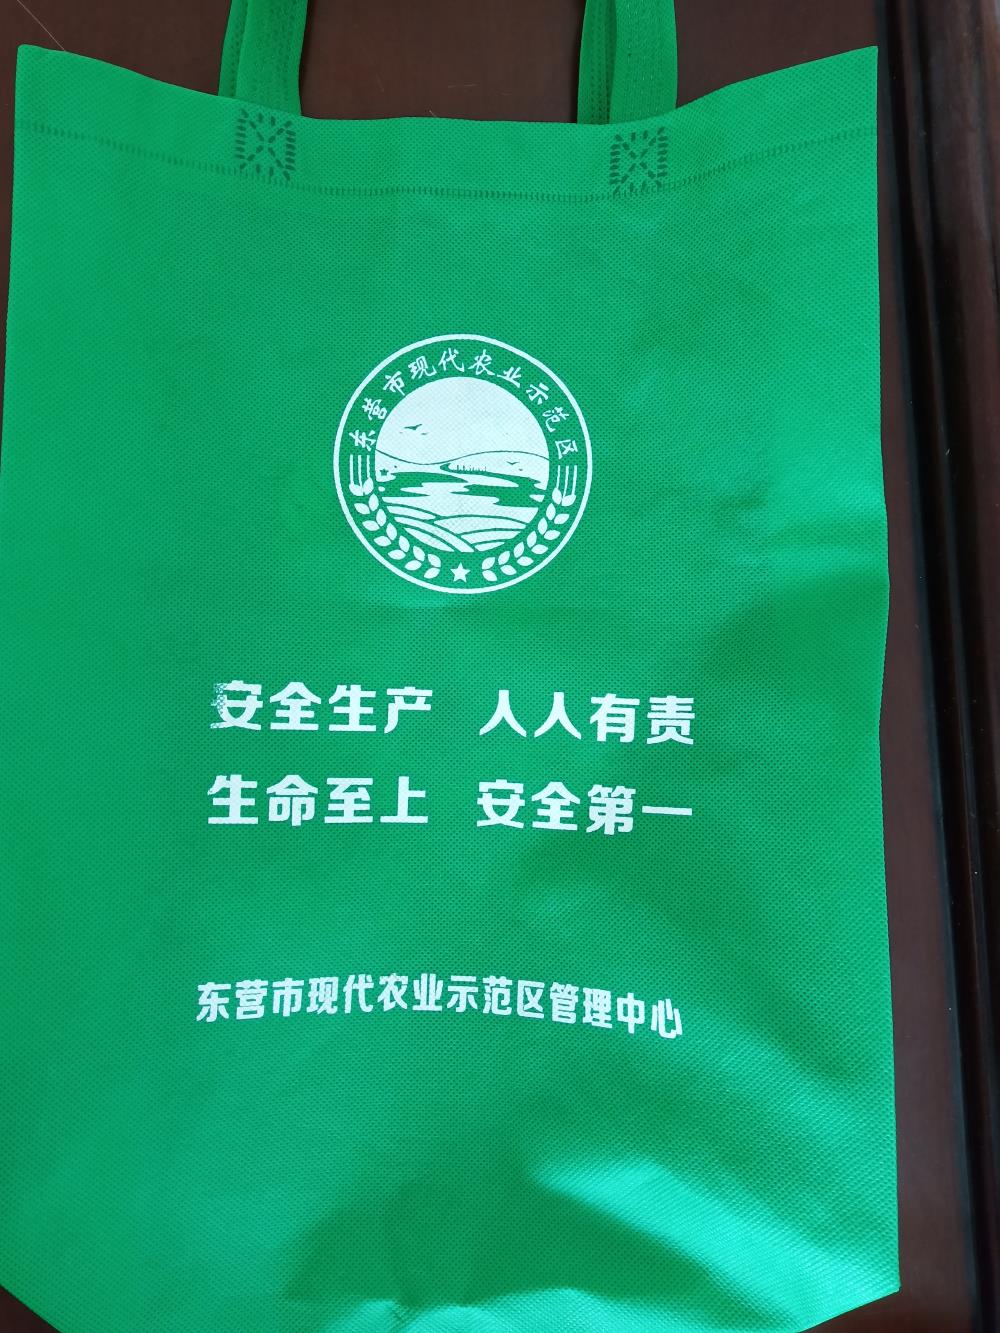 东营市现代农业示范区
安全生产 人人有责
生命至上 安全第一
东营市现代农业示范区管理中心